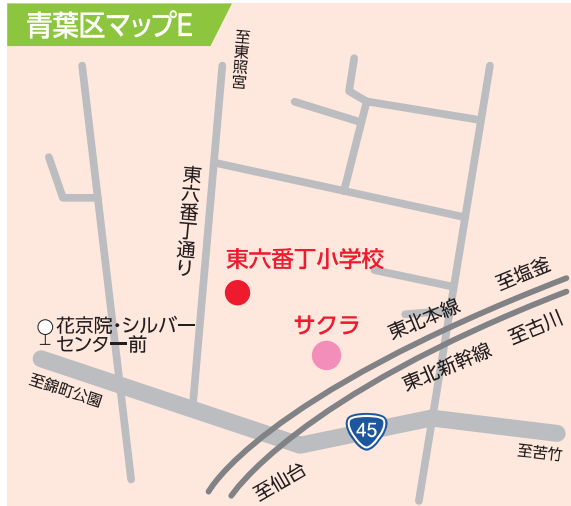 青葉区マップE
至東照宮
東六番丁通り
東六番丁小学校
サクラ
至塩釜
東北本線
至古川
東北新幹線
花京院・シルバー
センター前
至錦町公園
45
至苦竹
至仙台